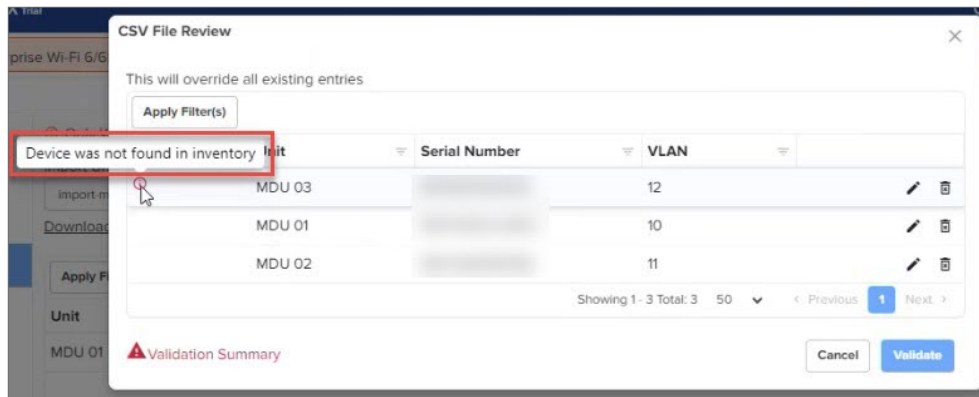 Trial
CSV File Review
prise Wi-Fi 6/6
This will override all existing entries
Apply Filter(s)
Device was not found in inventory
Serial Number
VLAN
import-m
MDU 03
12
Download
MDU 01
10
MDU 02
11
Apply Fi
Showing 1 - 3 Total: 3 50 < Previous 1 Next >
Unit
MDU 01
Validation Summary
Cancel
Validate